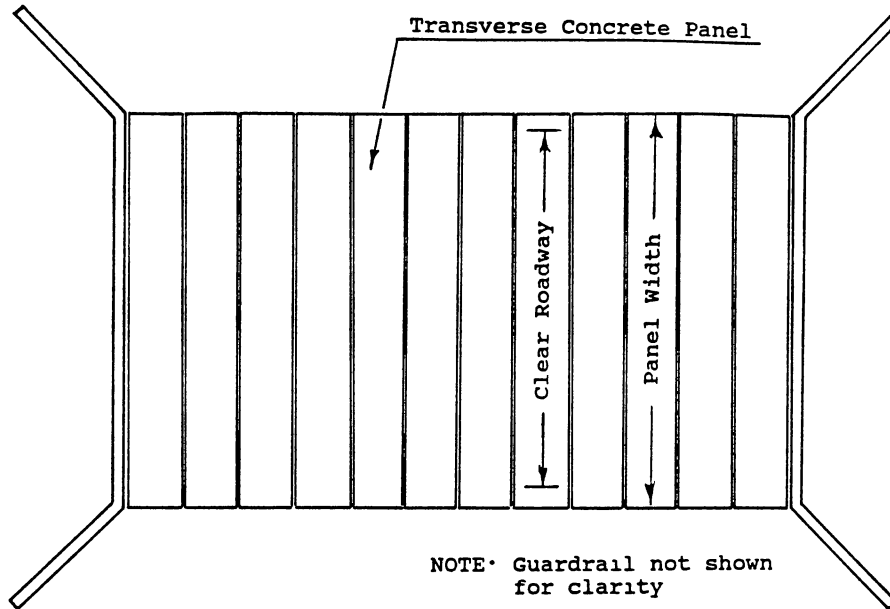 Transverse Concrete Panel
Clear Roadway
Panel Width
NOTE· Guardrail not shown
for clarity